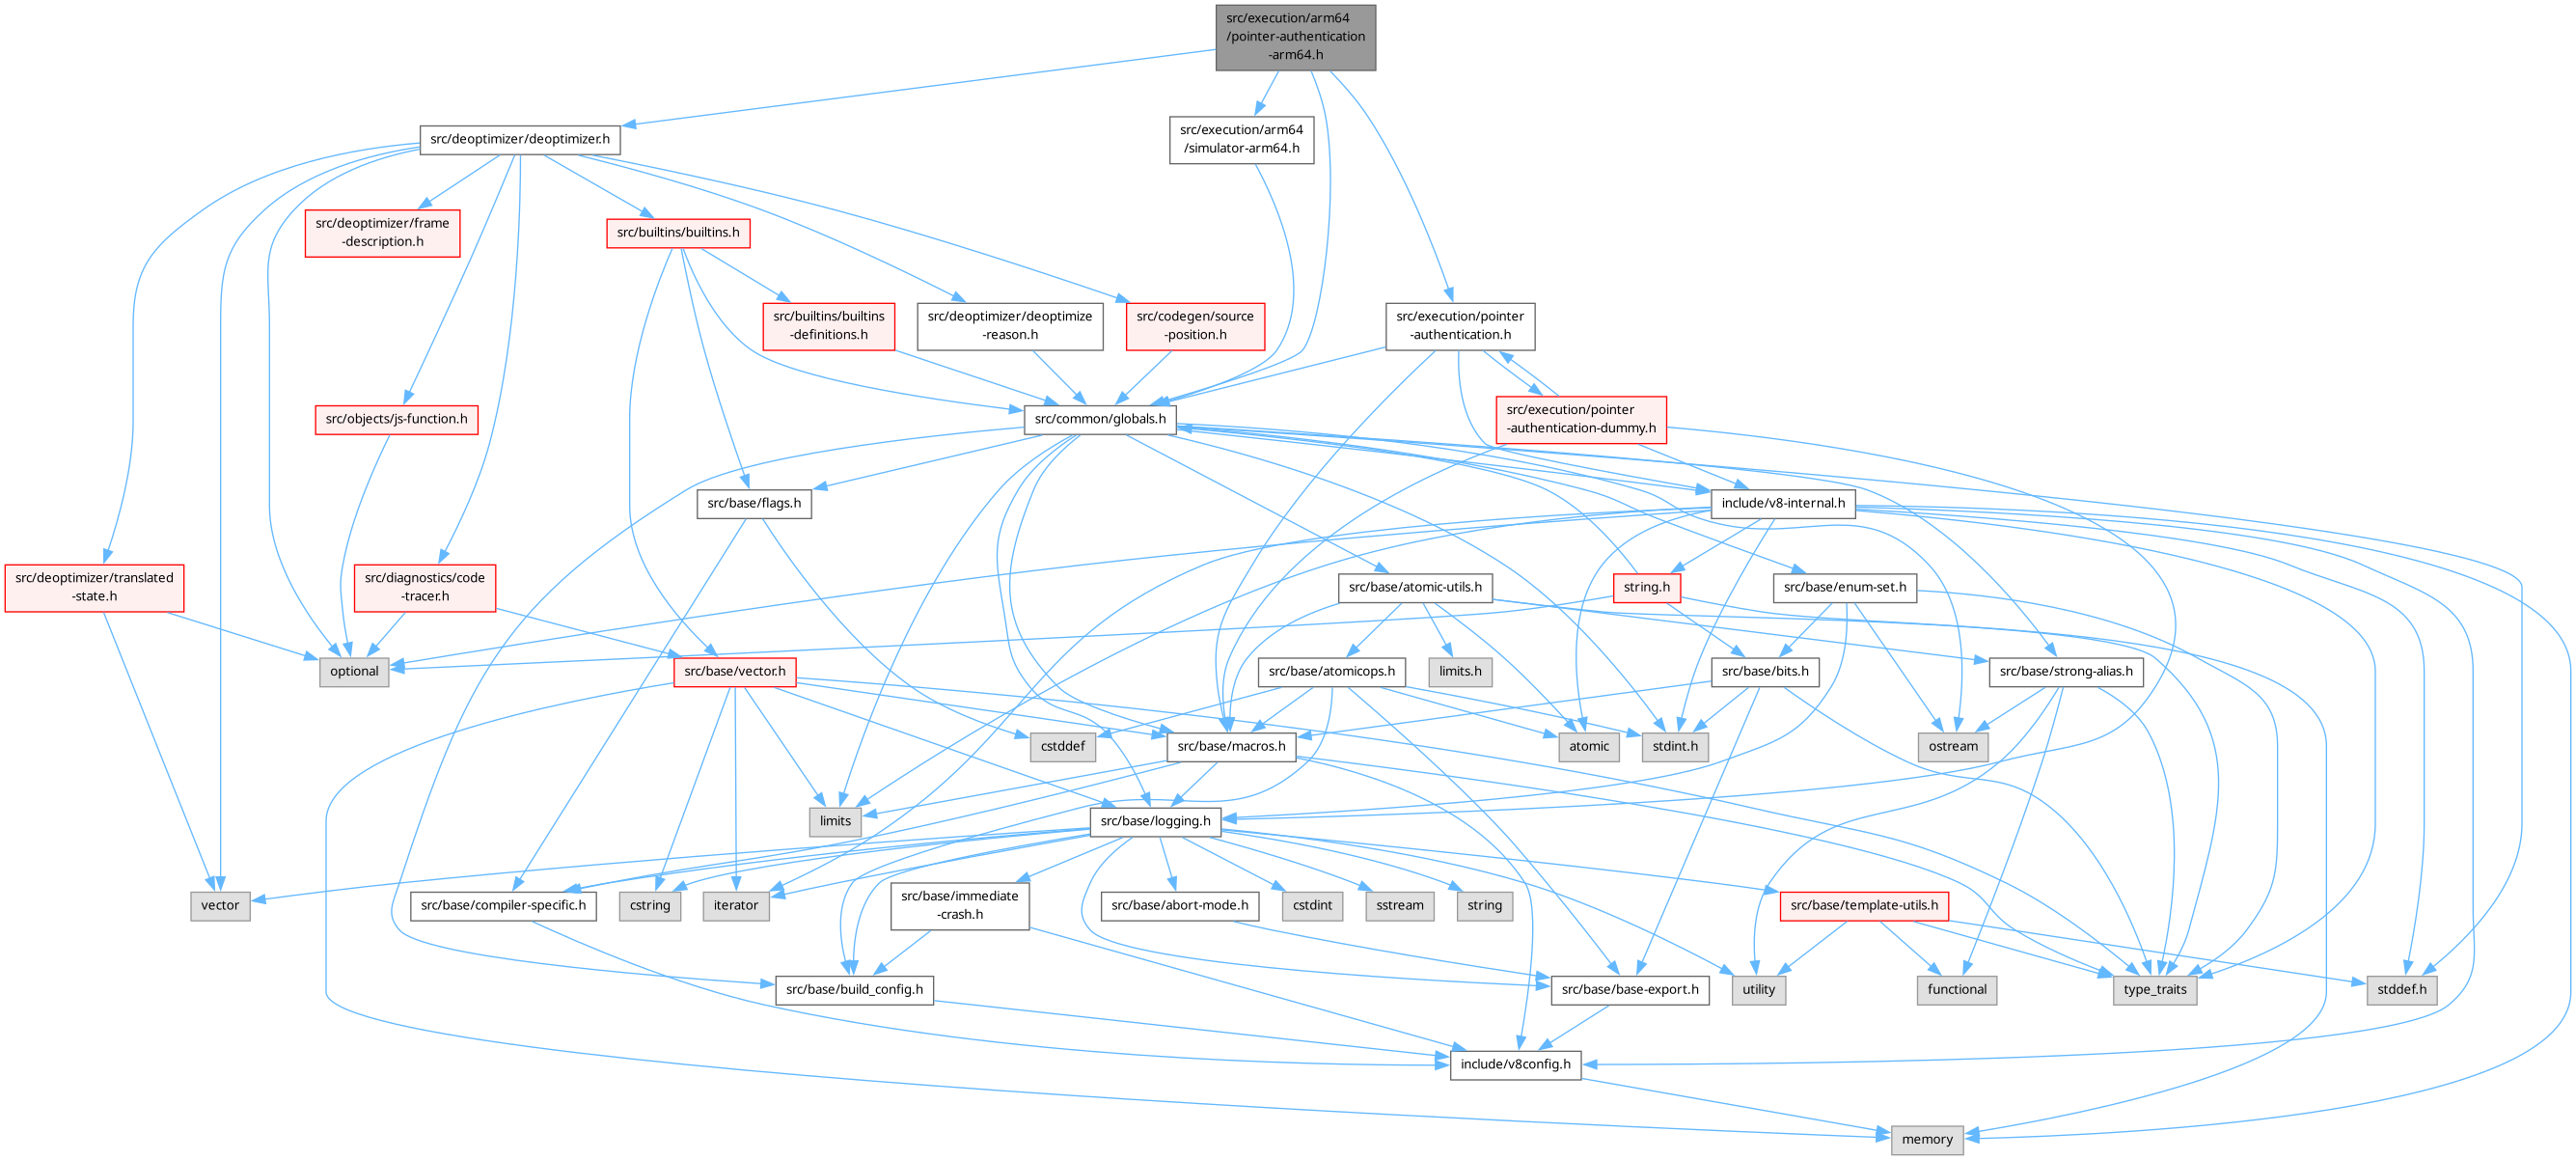 src/execution/arm64
/pointer-authentication
-arm64.h
src/deoptimizer/deoptimizer.h
src/execution/arm64
/simulator-arm64.h
src/deoptimizer/frame
-description.h
src/builtins/builtins.h
src/builtins/builtins
-definitions.h
src/deoptimizer/deoptimize
-reason.h
src/codegen/source
-position.h
src/execution/pointer
-authentication.h
src/objects/js-function.h
src/common/globals.h
src/execution/pointer
-authentication-dummy.h
src/base/flags.h
include/v8-internal.h
src/deoptimizer/translated
-state.h
src/diagnostics/code
-tracer.h
src/base/atomic-utils.h
string.h
src/base/enum-set.h
optional
src/base/vector.h
src/base/atomicops.h
limits.h
src/base/bits.h
src/base/strong-alias.h
cstddef
src/base/macros.h
atomic
stdint.h
ostream
limits
src/base/logging.h
vector
src/base/compiler-specific.h
cstring
iterator
src/base/immediate
-crash.h
src/base/abort-mode.h
cstdint
sstream
string
src/base/template-utils.h
src/base/build_config.h
src/base/base-export.h
utility
functional
type_traits
stddef.h
include/v8config.h
memory